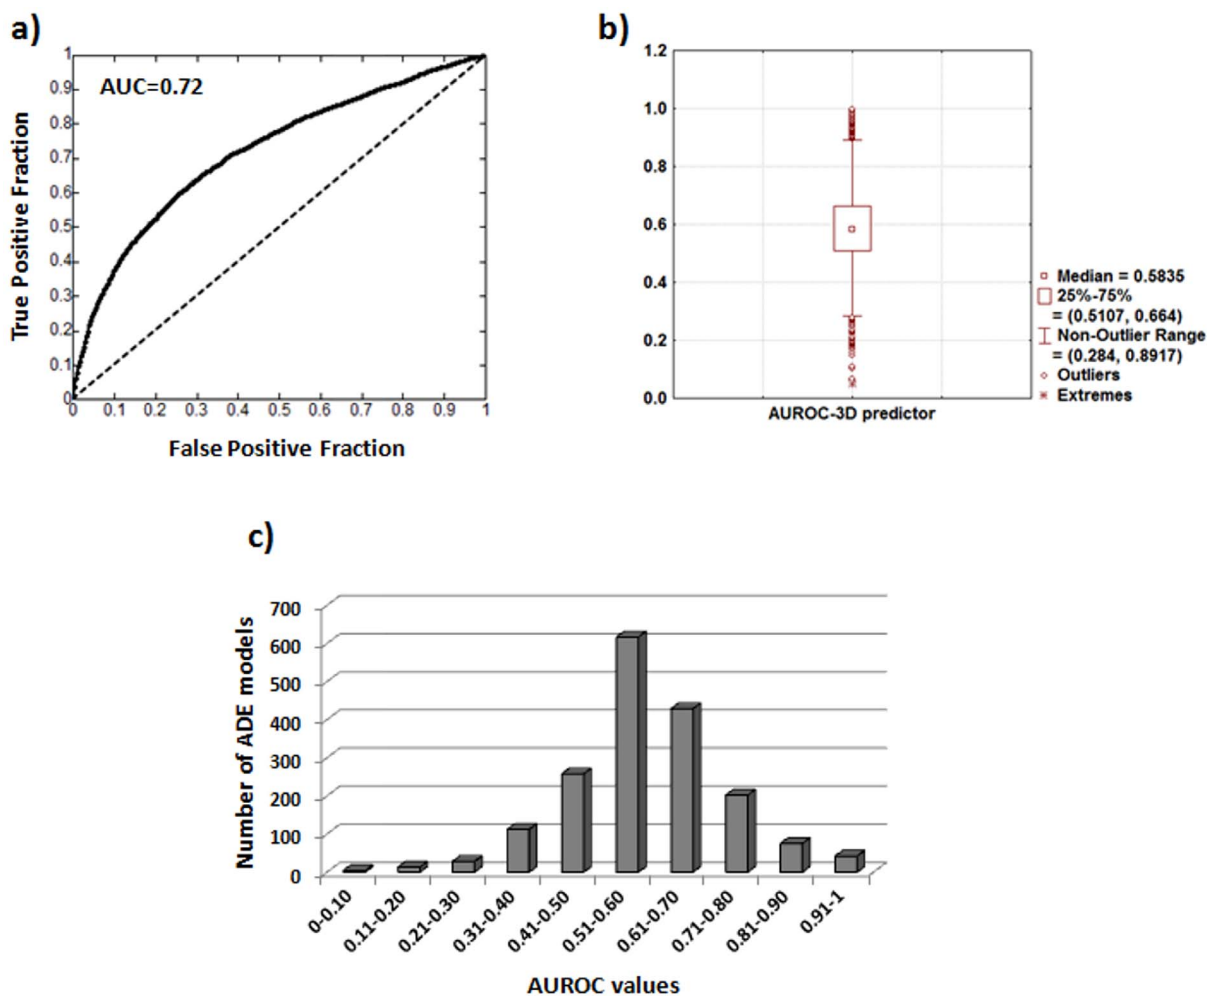 a)
AUC=0.72
True Positive Fraction
1
0.9
0.8
0.7
0.6
0.5
0.4
0.3
0.2
0.1
0
0 0.1 0.2 0.3 0.4 0.5 0.6 0.7 0.8 0.9 1
False Positive Fraction
b)
1.2
1.0
0.8
0.6
0.4
0.2
0.0
AUROC-3D predictor
Median = 0.5835
25%-75%
= (0.5107, 0.664)
Non-Outlier Range
= (0.284, 0.8917)
Outliers
Extremes
c)
Number of ADE models
700
600
500
400
300
200
100
0
0-0.10 0.11-0.20 0.21-0.30 0.31-0.40 0.41-0.50 0.51-0.60 0.61-0.70 0.71-0.80 0.81-0.90 0.91-1
AUROC values